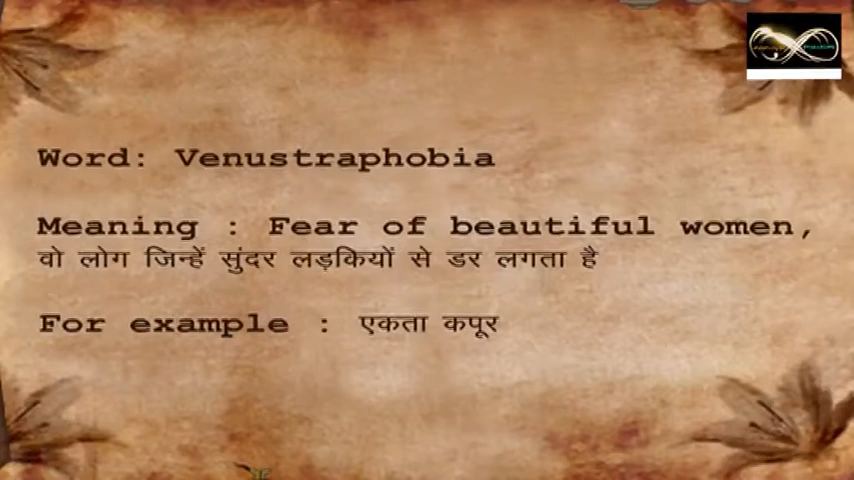 Word: Venustraphobia
Meaning : Fear of beautiful women,
वो लोग जिन्हें सुंदर लड़कियों से डर लगता है
For example : एकता कपूर